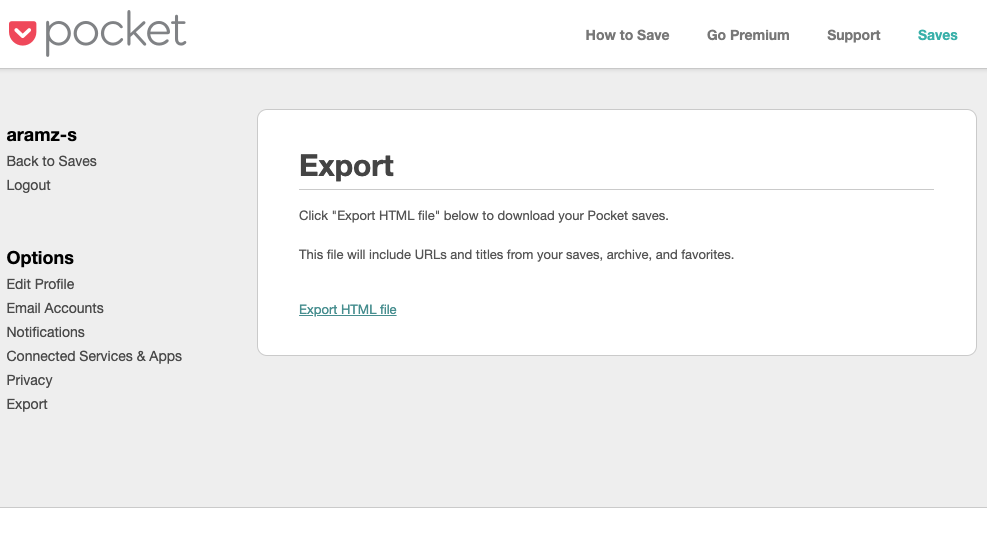 pocket
How to Save
Go Premium
Support
Saves
aramz-s
Back to Saves
Logout
Options
Edit Profile
Email Accounts
Notifications
Connected Services & Apps
Privacy
Export
Export
Click "Export HTML file" below to download your Pocket saves.
This file will include URLs and titles from your saves, archive, and favorites.
Export HTML file